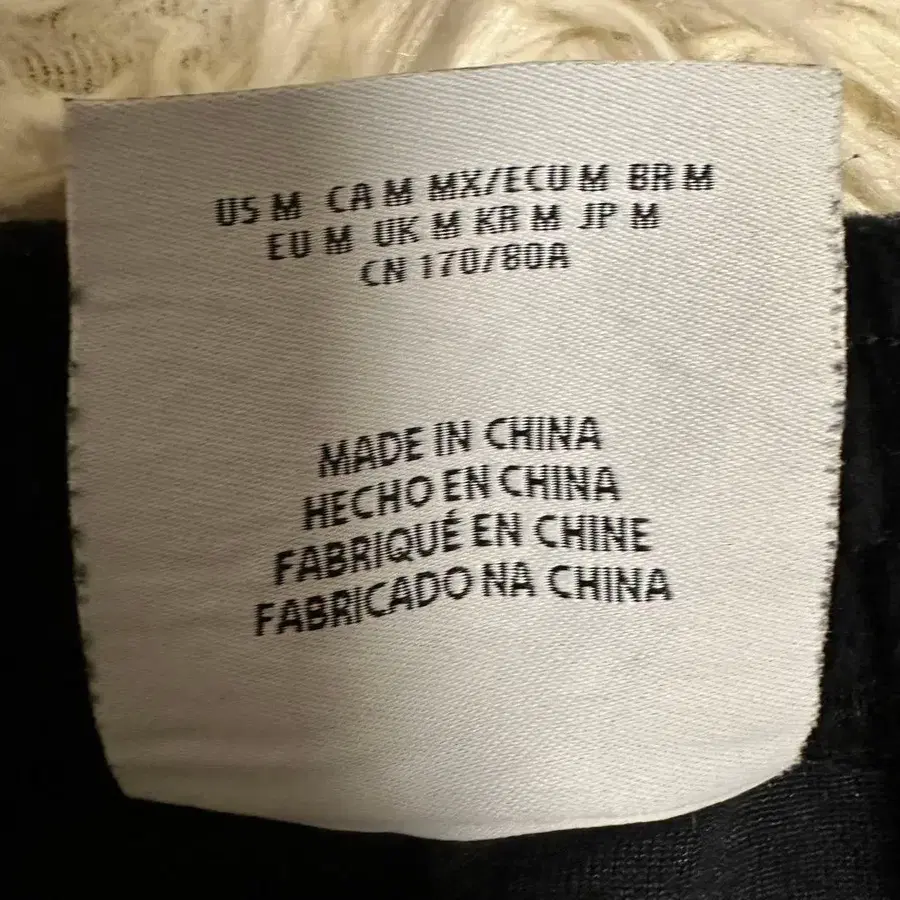 US M CA M MX/ECU M BR M
EU M UK M KR M JP M
CN 170/80A
MADE IN CHINA
HECHO EN CHINA
FABRIQUÉ EN CHINE
FABRICADO NA CHINA